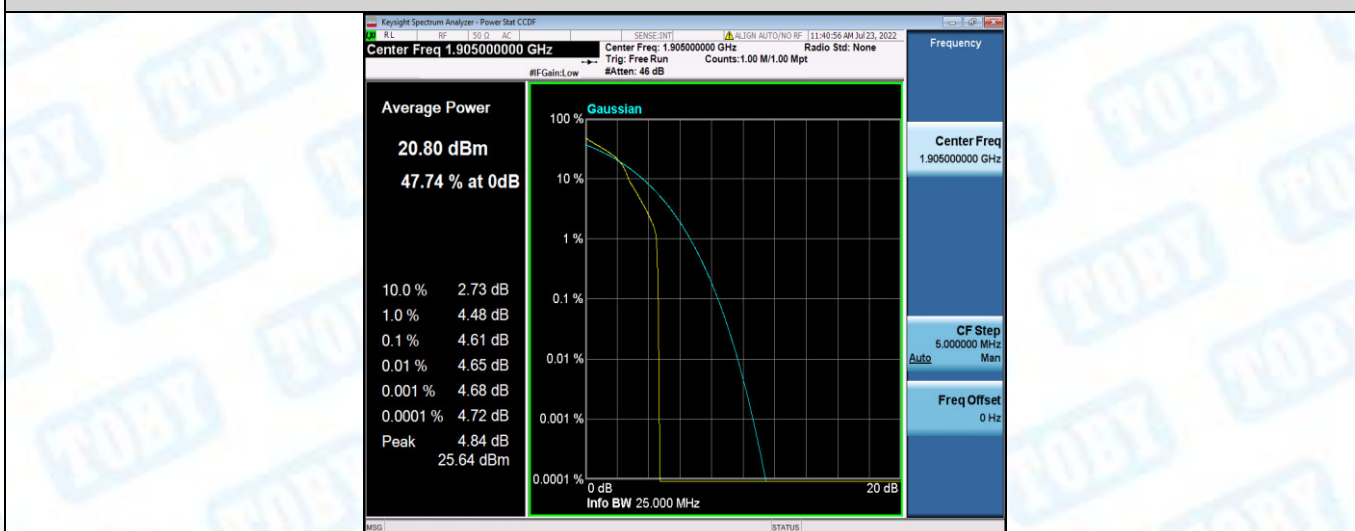 Keysight Spectrum Analyzer - Power Stat CCDF
RL RF 50 Ω AC SENSE:INT ALIGN AUTO/NO RF 11:40:56 AM Jul 23, 2022
Center Freq 1.905000000 GHz
Center Freq: 1.905000000 GHz Radio Std: None
Trig: Free Run Counts:1.00 M/1.00 Mpt
#IFGain:Low #Atten: 46 dB
Frequency
Average Power
20.80 dBm
47.74 % at 0dB
10.0 % 2.73 dB
1.0 % 4.48 dB
0.1 % 4.61 dB
0.01 % 4.65 dB
0.001 % 4.68 dB
0.0001 % 4.72 dB
Peak 4.84 dB
25.64 dBm
Gaussian
100 %
10 %
1 %
0.1 %
0.01 %
0.001 %
0.0001 %
0 dB 20 dB
Info BW 25.000 MHz
Center Freq
1.905000000 GHz
CF Step
5.000000 MHz
Auto Man
Freq Offset
0 Hz
MSG STATUS
TOBY
TOBY
TOBY
TOBY
TOBY
TOBY